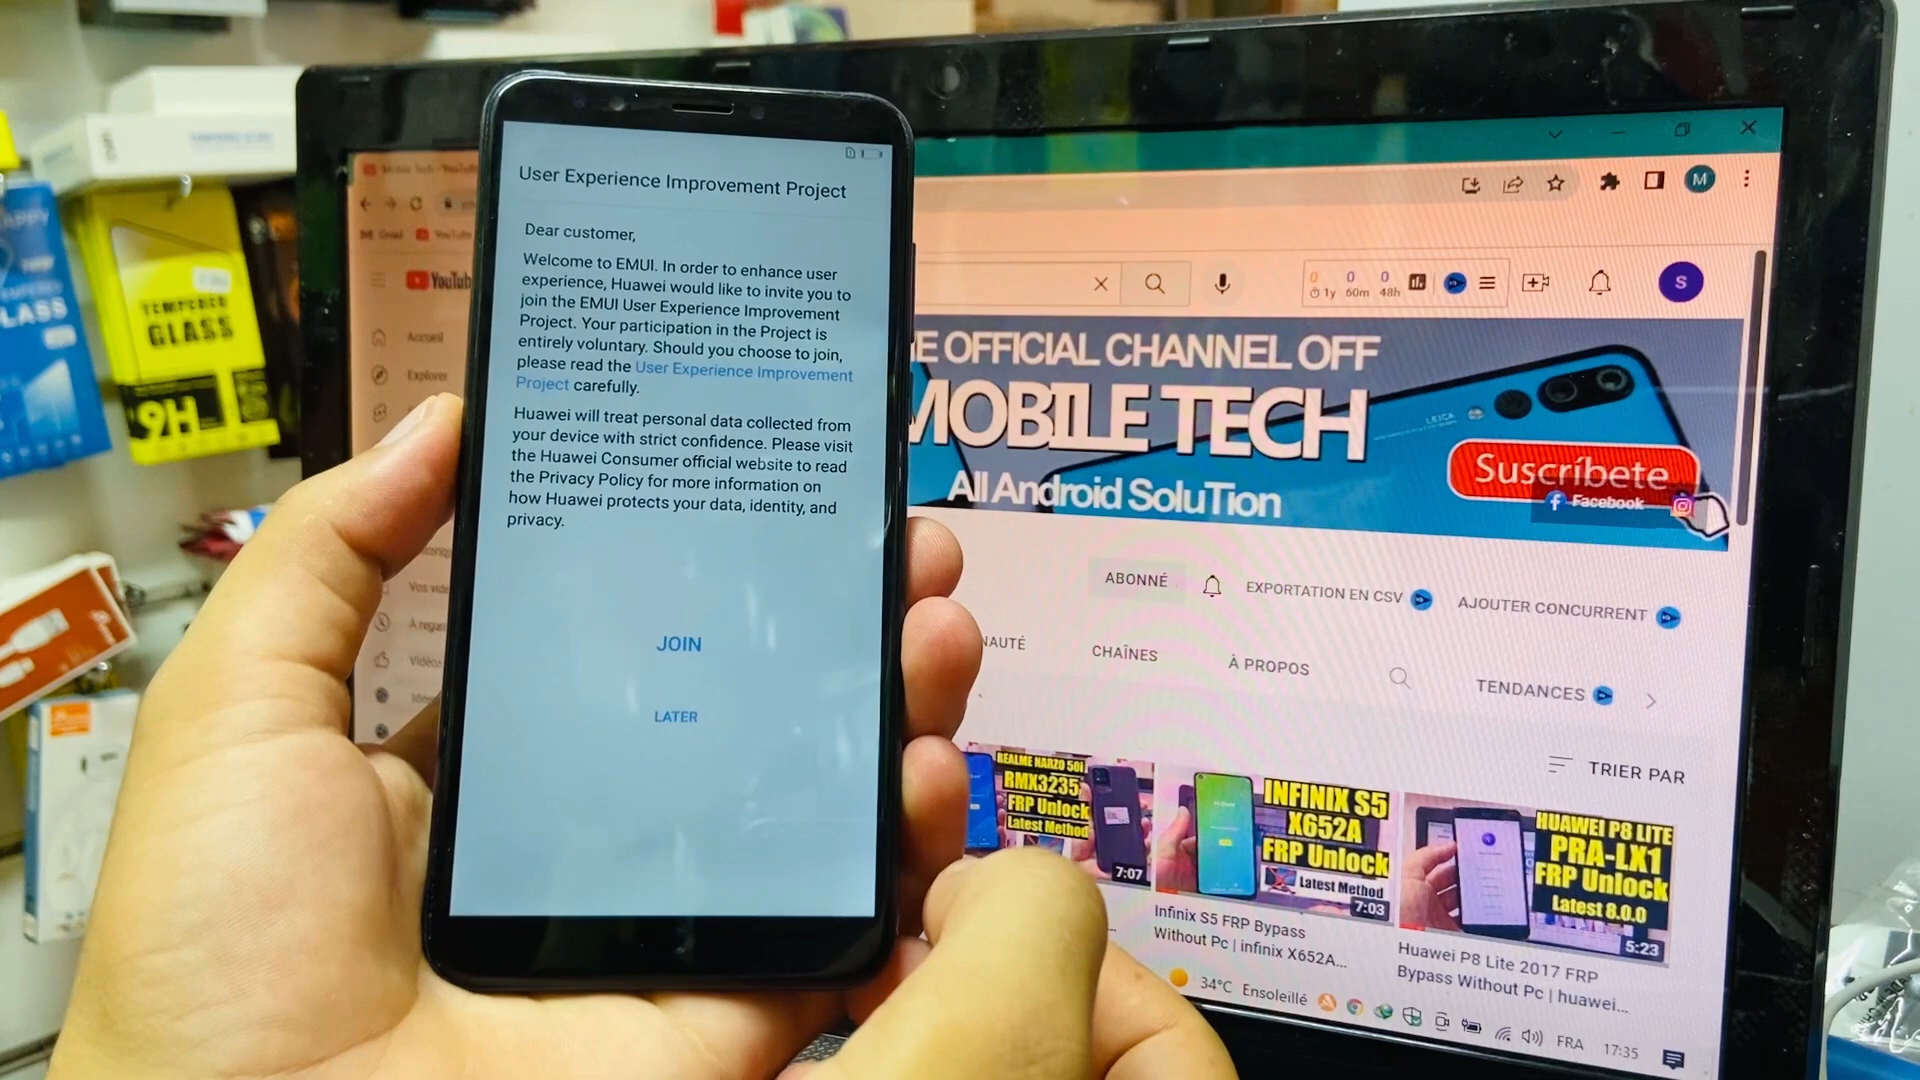 User Experience Improvement Project
Dear customer,
Welcome to EMUI. In order to enhance user
experience, Huawei would like to invite you to
join the EMUI User Experience Improvement
Project. Your participation in the Project is
entirely voluntary. Should you choose to join,
please read the User Experience Improvement
Project carefully.
Huawei will treat personal data collected from
your device with strict confidence. Please visit
the Huawei Consumer official website to read
the Privacy Policy for more information on
how Huawei protects your data, identity, and
privacy.
JOIN
LATER
TEMPERED
GLASS
9H
Gmail
YouTube
YouTub
Accueil
Explorer
M
0 0 0
1y 60m 48h
S
E OFFICIAL CHANNEL OFF
MOBILE TECH
All Android SoluTion
LEICA
Suscríbete
Facebook
ABONNÉ
EXPORTATION EN CSV
AJOUTER CONCURRENT
NAUTÉ
CHAÎNES
À PROPOS
TENDANCES
TRIER PAR
REALME NARZO 50i
RMX3235
FRP Unlock
Latest Method
7:07
INFINIX S5
X652A
FRP Unlock
Latest Method
7:03
HUAWEI P8 LITE
PRA-LX1
FRP Unlock
Latest 8.0.0
5:23
Infinix S5 FRP Bypass
Without Pc | infinix X652A...
Huawei P8 Lite 2017 FRP
Bypass Without Pc | huawei...
34°C Ensoleillé
FRA
17:35